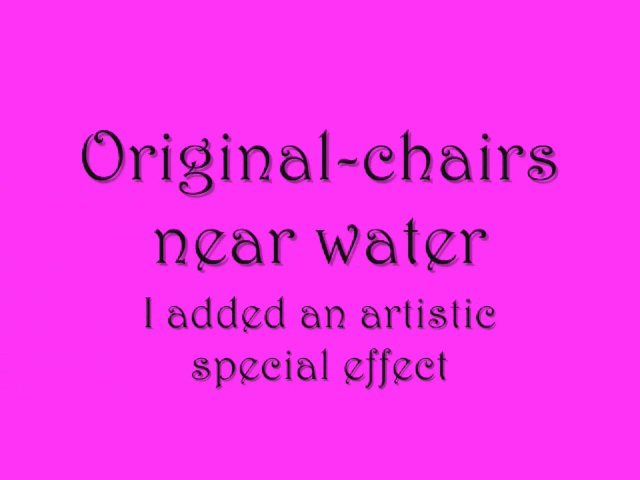 Original-chairs
near water
I added an artistic
special effect